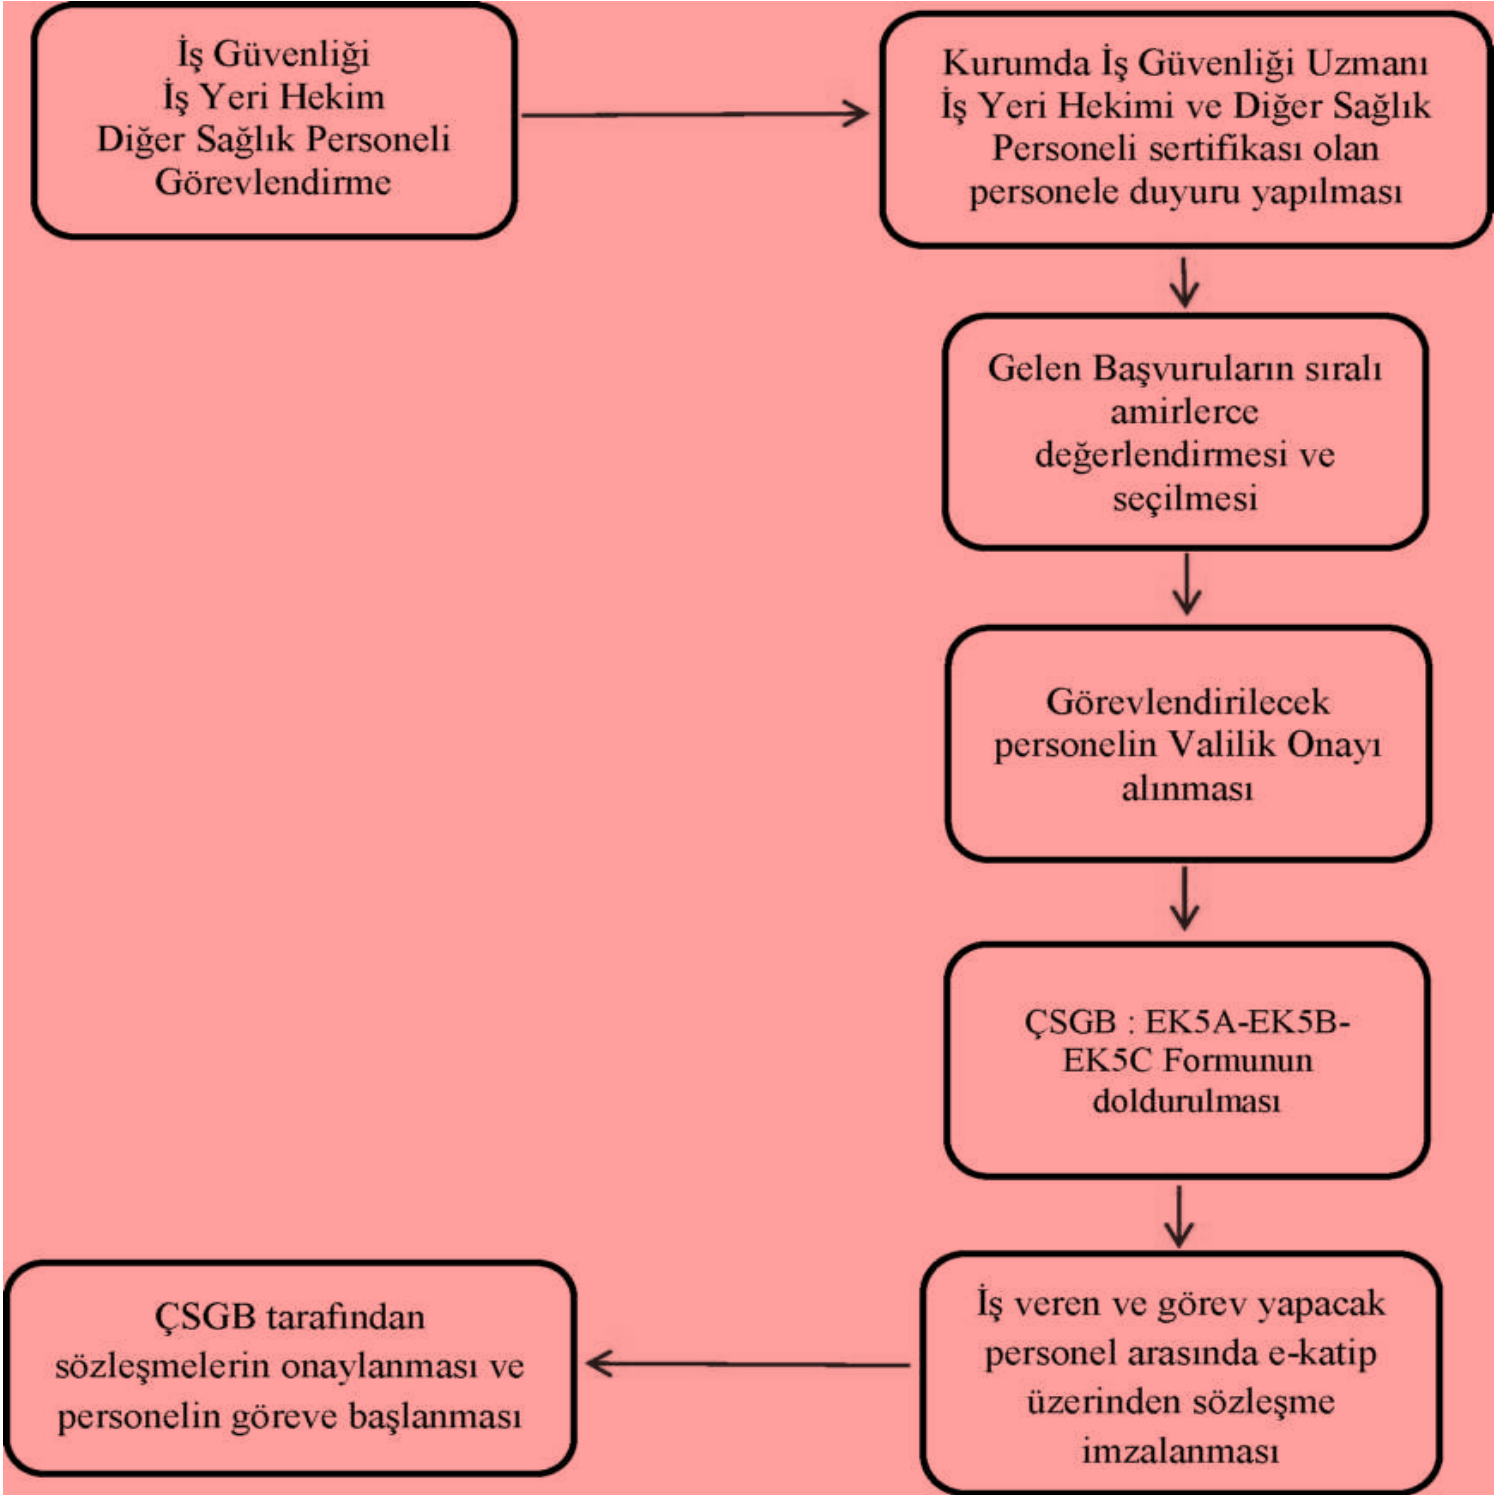 İş Güvenliği
İş Yeri Hekim
Diğer Sağlık Personeli
Görevlendirme
Kurumda İş Güvenliği Uzmanı
İş Yeri Hekimi ve Diğer Sağlık
Personeli sertifikası olan
personele duyuru yapılması
Gelen Başvuruların sıralı
amirlerce
değerlendirmesi ve
seçilmesi
Görevlendirilecek
personelin Valilik Onayı
alınması
ÇSGB : EK5A-EK5B-
EK5C Formunun
doldurulması
İş veren ve görev yapacak
personel arasında e-katip
üzerinden sözleşme
imzalanması
ÇSGB tarafından
sözleşmelerin onaylanması ve
personelin göreve başlanması